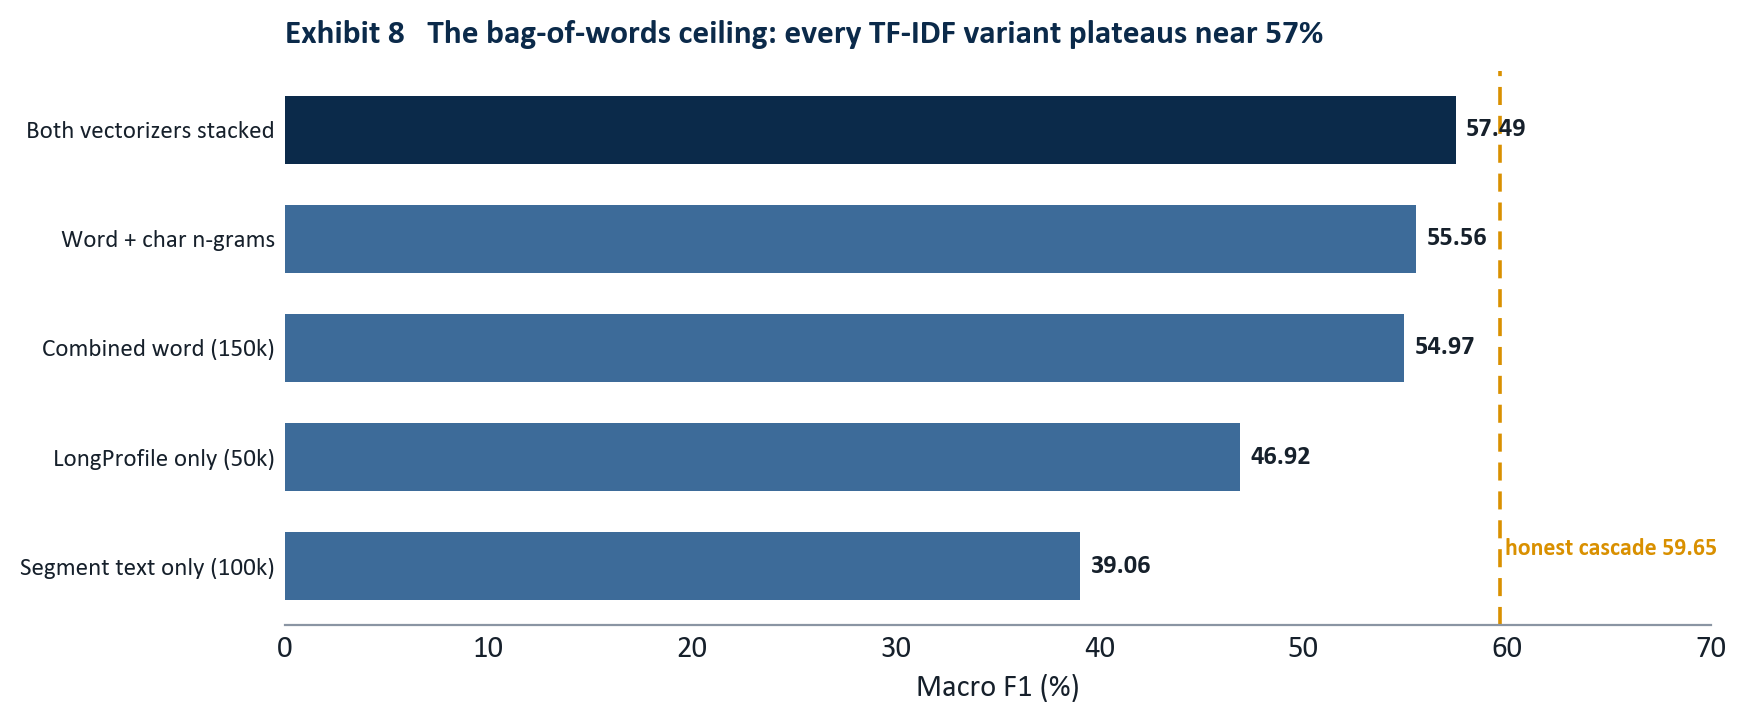 Exhibit 8   The bag-of-words ceiling: every TF-IDF variant plateaus near 57%
Both vectorizers stacked 57.49
Word + char n-grams 55.56
Combined word (150k) 54.97
LongProfile only (50k) 46.92
honest cascade 59.65
Segment text only (100k) 39.06
0 10 20 30 40 50 60 70
Macro F1 (%)